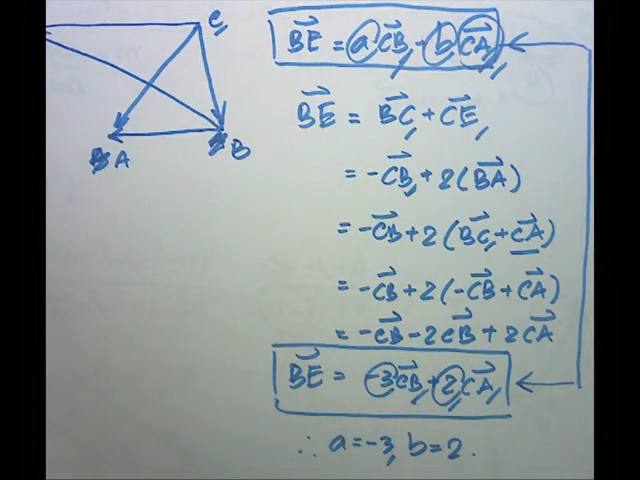 C
B
A
BE = aCB - bCA
BE = BC + CE
= -CB + 2(BA)
= -CB + 2(BC + CA)
= -CB + 2(-CB + CA)
= -CB - 2CB + 2CA
BE = -3CB + 2CA
∴ a = -3, b = 2.